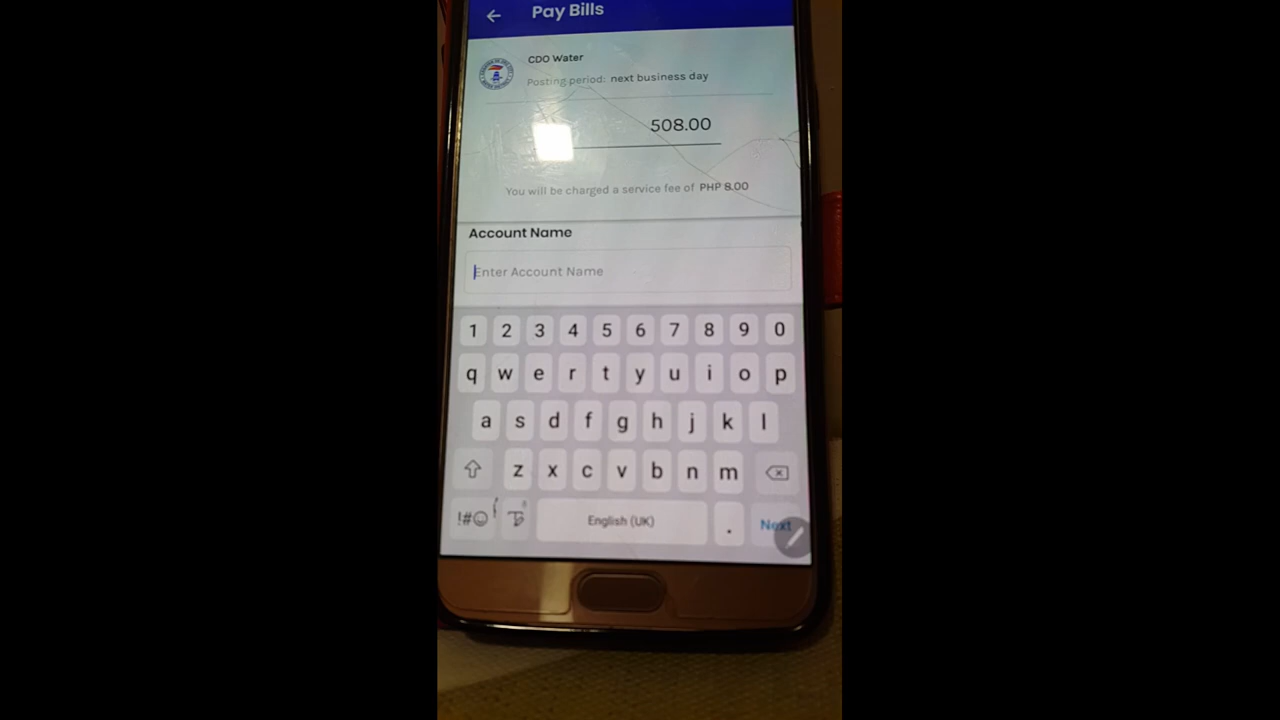 Pay Bills
CDO Water
Posting period: next business day
508.00
You will be charged a service fee of PHP 8.00
Account Name
Enter Account Name
1 2 3 4 5 6 7 8 9 0
q w e r t y u i o p
a s d f g h j k l
z x c v b n m
!#☺ English (UK) . Next